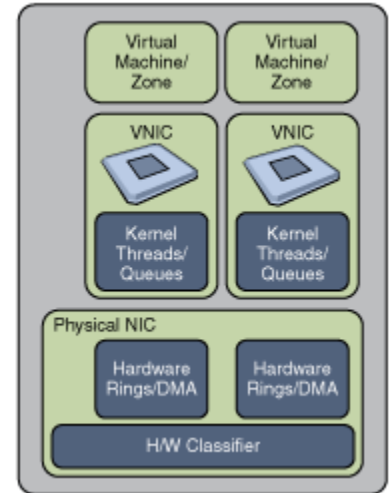 Virtual
Machine/
Zone
Virtual
Machine/
Zone
VNIC
Kernel
Threads/
Queues
VNIC
Kernel
Threads/
Queues
Physical NIC
Hardware
Rings/DMA
Hardware
Rings/DMA
H/W Classifier